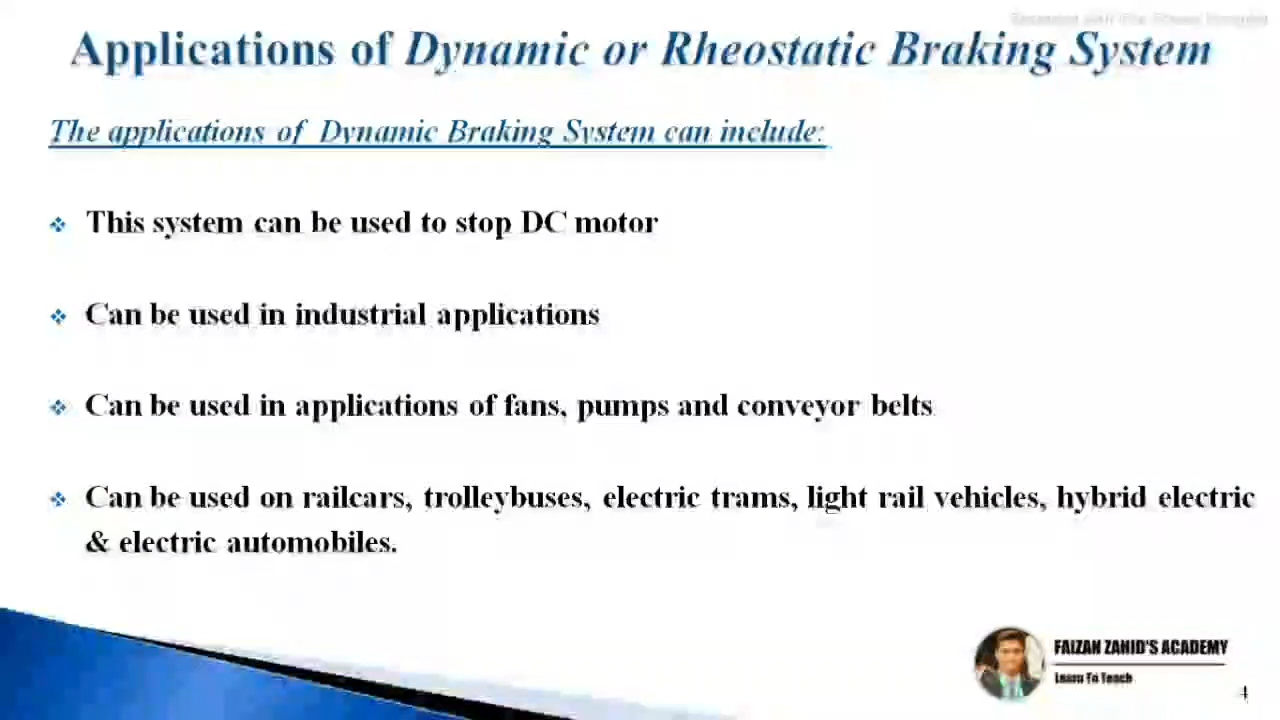 Applications of Dynamic or Rheostatic Braking System
The applications of Dynamic Braking System can include:
❖ This system can be used to stop DC motor
❖ Can be used in industrial applications
❖ Can be used in applications of fans, pumps and conveyor belts
❖ Can be used on railcars, trolleybuses, electric trams, light rail vehicles, hybrid electric
& electric automobiles.
FAIZAN ZAHID'S ACADEMY
Learn To Teach
4